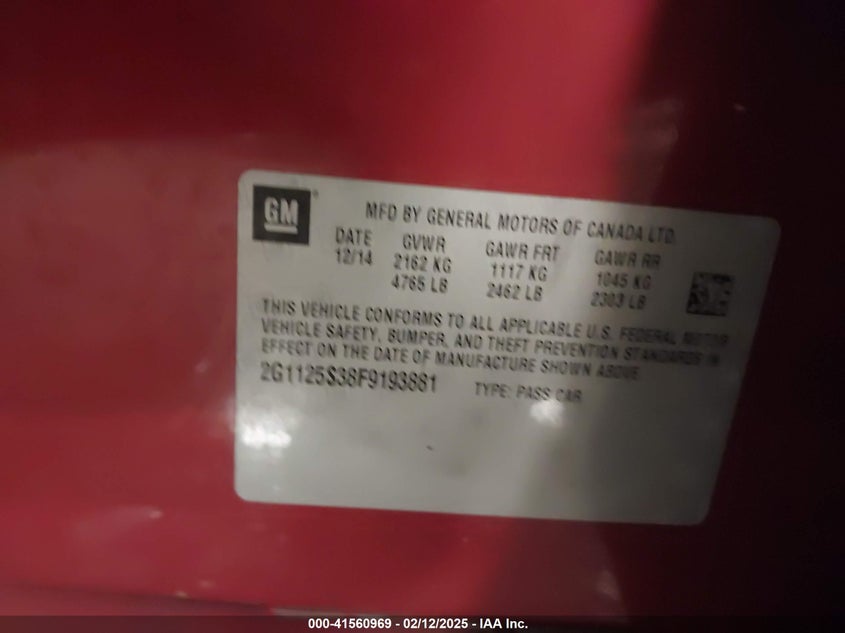 GM
MFD BY GENERAL MOTORS OF CANADA LTD.
DATE GVWR GAWR FRT GAWR RR
12/14 2162 KG 1117 KG 1045 KG
4765 LB 2462 LB 2303 LB
THIS VEHICLE CONFORMS TO ALL APPLICABLE U.S. FEDERAL MOTOR
VEHICLE SAFETY, BUMPER, AND THEFT PREVENTION STANDARDS IN
EFFECT ON THE DATE OF MANUFACTURE SHOWN ABOVE.
2G1125S38F9193881 TYPE: PASS CAR
000-41560969 - 02/12/2025 - IAA Inc.